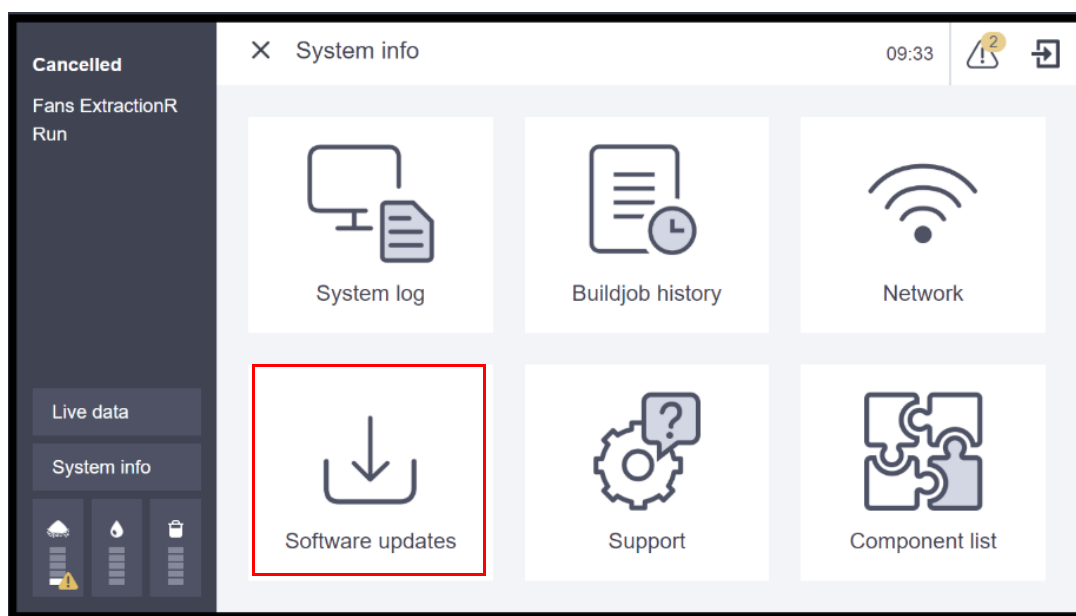 Cancelled
Fans ExtractionR
Run
Live data
System info
System info
09:33
2
System log
Buildjob history
Network
Software updates
Support
Component list